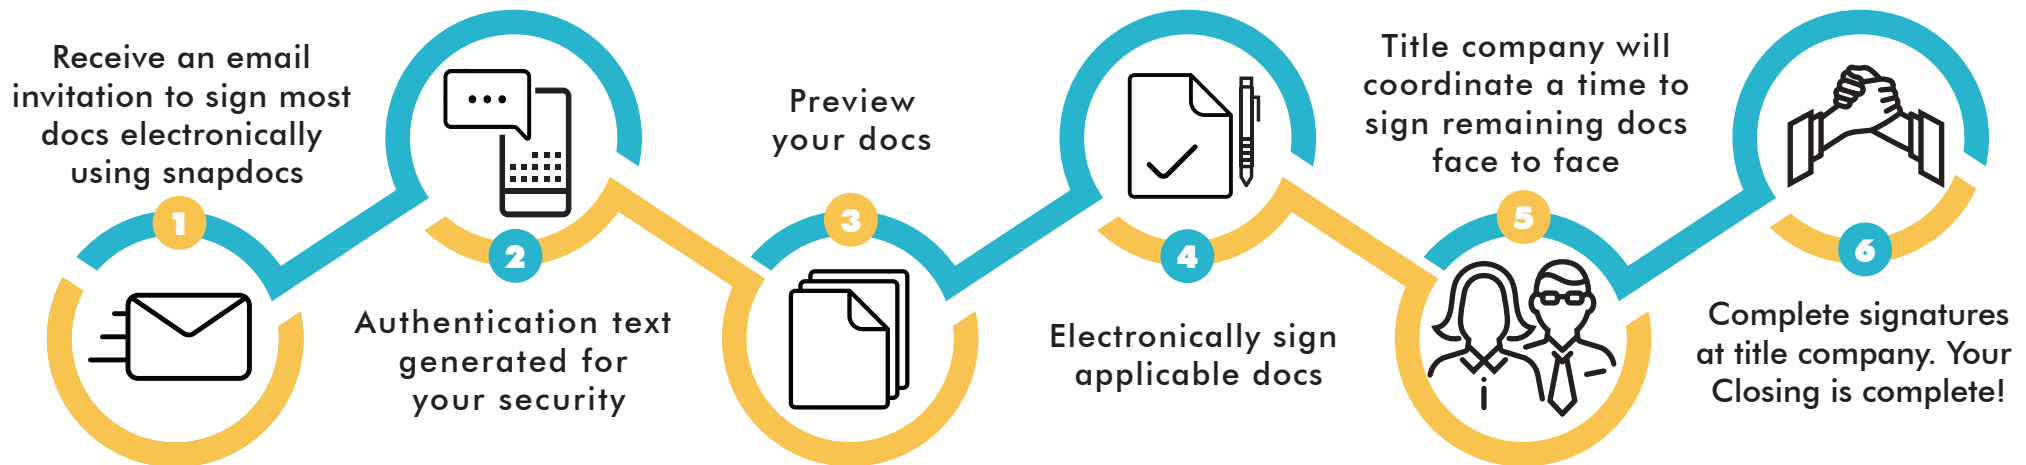 Receive an email
invitation to sign most
docs electronically
using snapdocs
1
2
Authentication text
generated for
your security
Preview
your docs
3
4
Electronically sign
applicable docs
Title company will
coordinate a time to
sign remaining docs
face to face
5
6
Complete signatures
at title company. Your
Closing is complete!